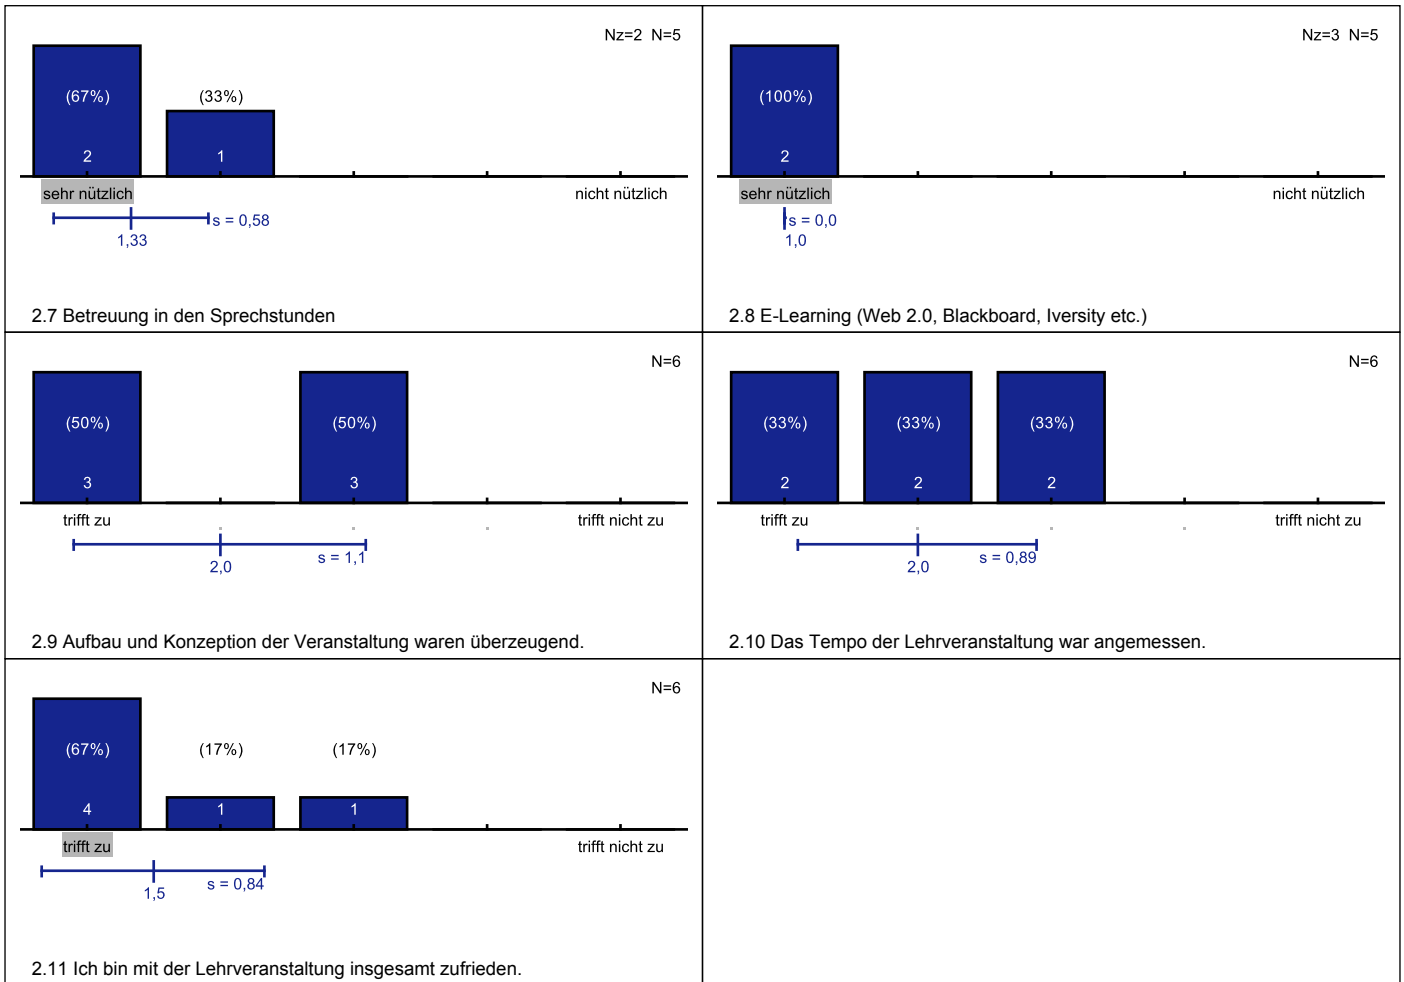 Nz=2 N=5
(67%)
(33%)
2
1
sehr nützlich
nicht nützlich
s = 0,58
1,33
2.7 Betreuung in den Sprechstunden
Nz=3 N=5
(100%)
2
sehr nützlich
nicht nützlich
s = 0,0
1,0
2.8 E-Learning (Web 2.0, Blackboard, Iversity etc.)
N=6
(50%)
(50%)
3
3
trifft zu
trifft nicht zu
s = 1,1
2,0
2.9 Aufbau und Konzeption der Veranstaltung waren überzeugend.
N=6
(33%)
(33%)
(33%)
2
2
2
trifft zu
trifft nicht zu
s = 0,89
2,0
2.10 Das Tempo der Lehrveranstaltung war angemessen.
N=6
(67%)
(17%)
(17%)
4
1
1
trifft zu
trifft nicht zu
s = 0,84
1,5
2.11 Ich bin mit der Lehrveranstaltung insgesamt zufrieden.